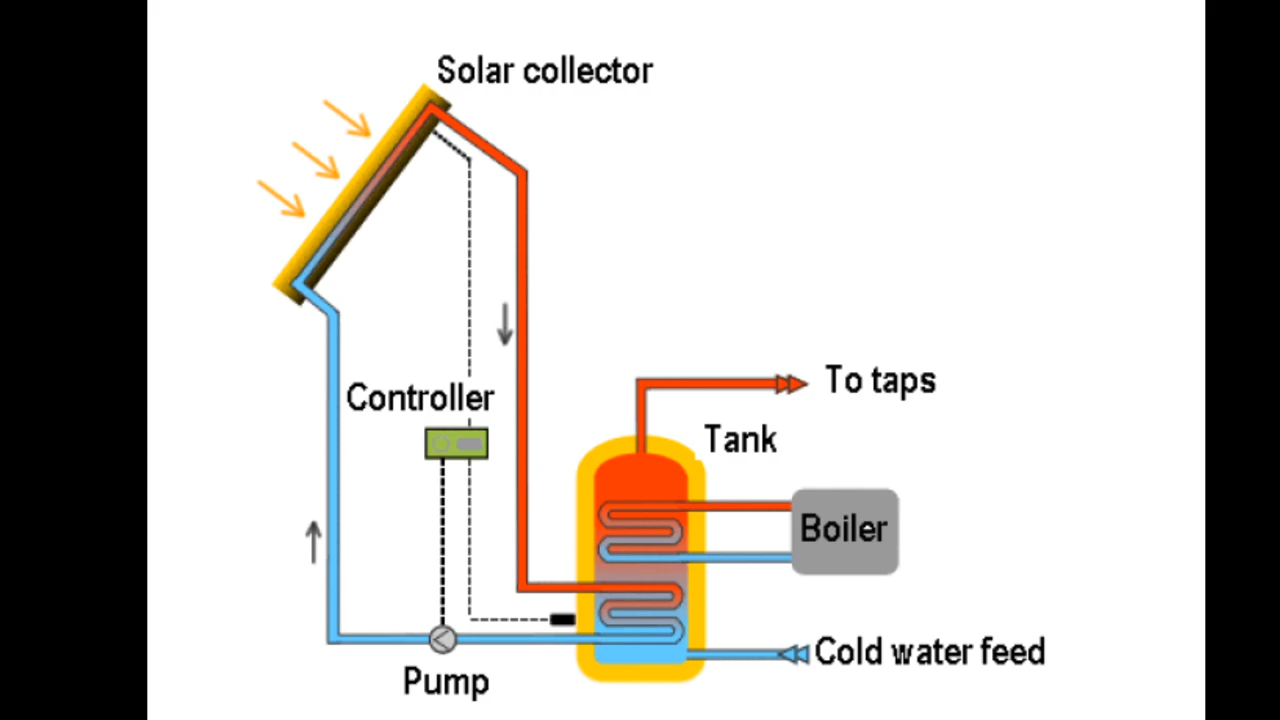 Solar collector
Controller
To taps
Tank
Boiler
Cold water feed
Pump